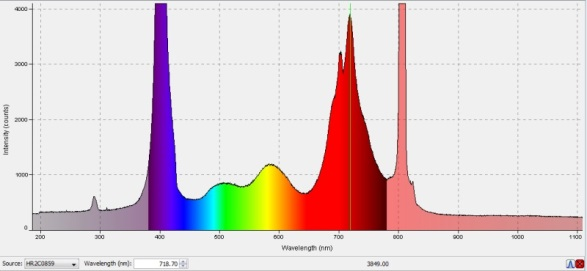 4000
3000
2000
1000
0
Intensity (counts)
200 300 400 500 600 700 800 900 1000 1100
Wavelength (nm)
Source: HR2C0859 Wavelength (nm): 718.70 3849.00